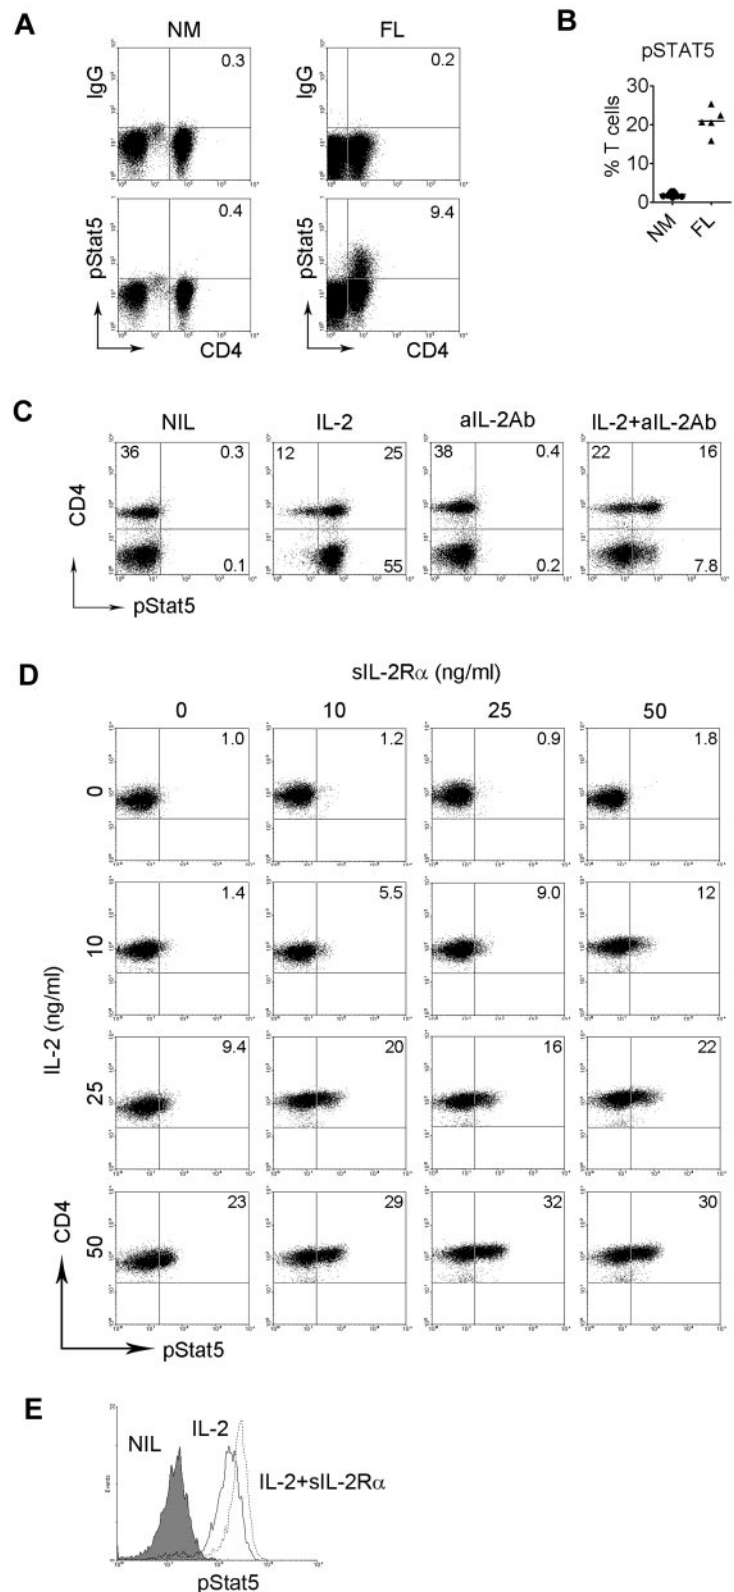 A
NM
FL
B
IgG
0.3
0.2
pSTAT5
30
20
10
0
% T cells
NM
FL
pStat5
0.4
9.4
CD4
CD4
C
NIL
IL-2
aIL-2Ab
IL-2+aIL-2Ab
CD4
36
0.3
12
25
38
0.4
22
16
0.1
55
0.2
7.8
pStat5
D
sIL-2Rα (ng/ml)
0
10
25
50
IL-2 (ng/ml)
0
1.0
1.2
0.9
1.8
10
1.4
5.5
9.0
12
25
9.4
20
16
22
50
23
29
32
30
CD4
pStat5
E
NIL
IL-2
IL-2+sIL-2Rα
pStat5